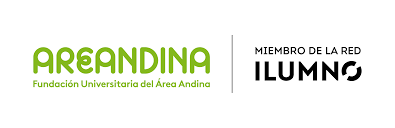 AREANDINA
Fundación Universitaria del Área Andina
MIEMBRO DE LA RED
ILUMNO